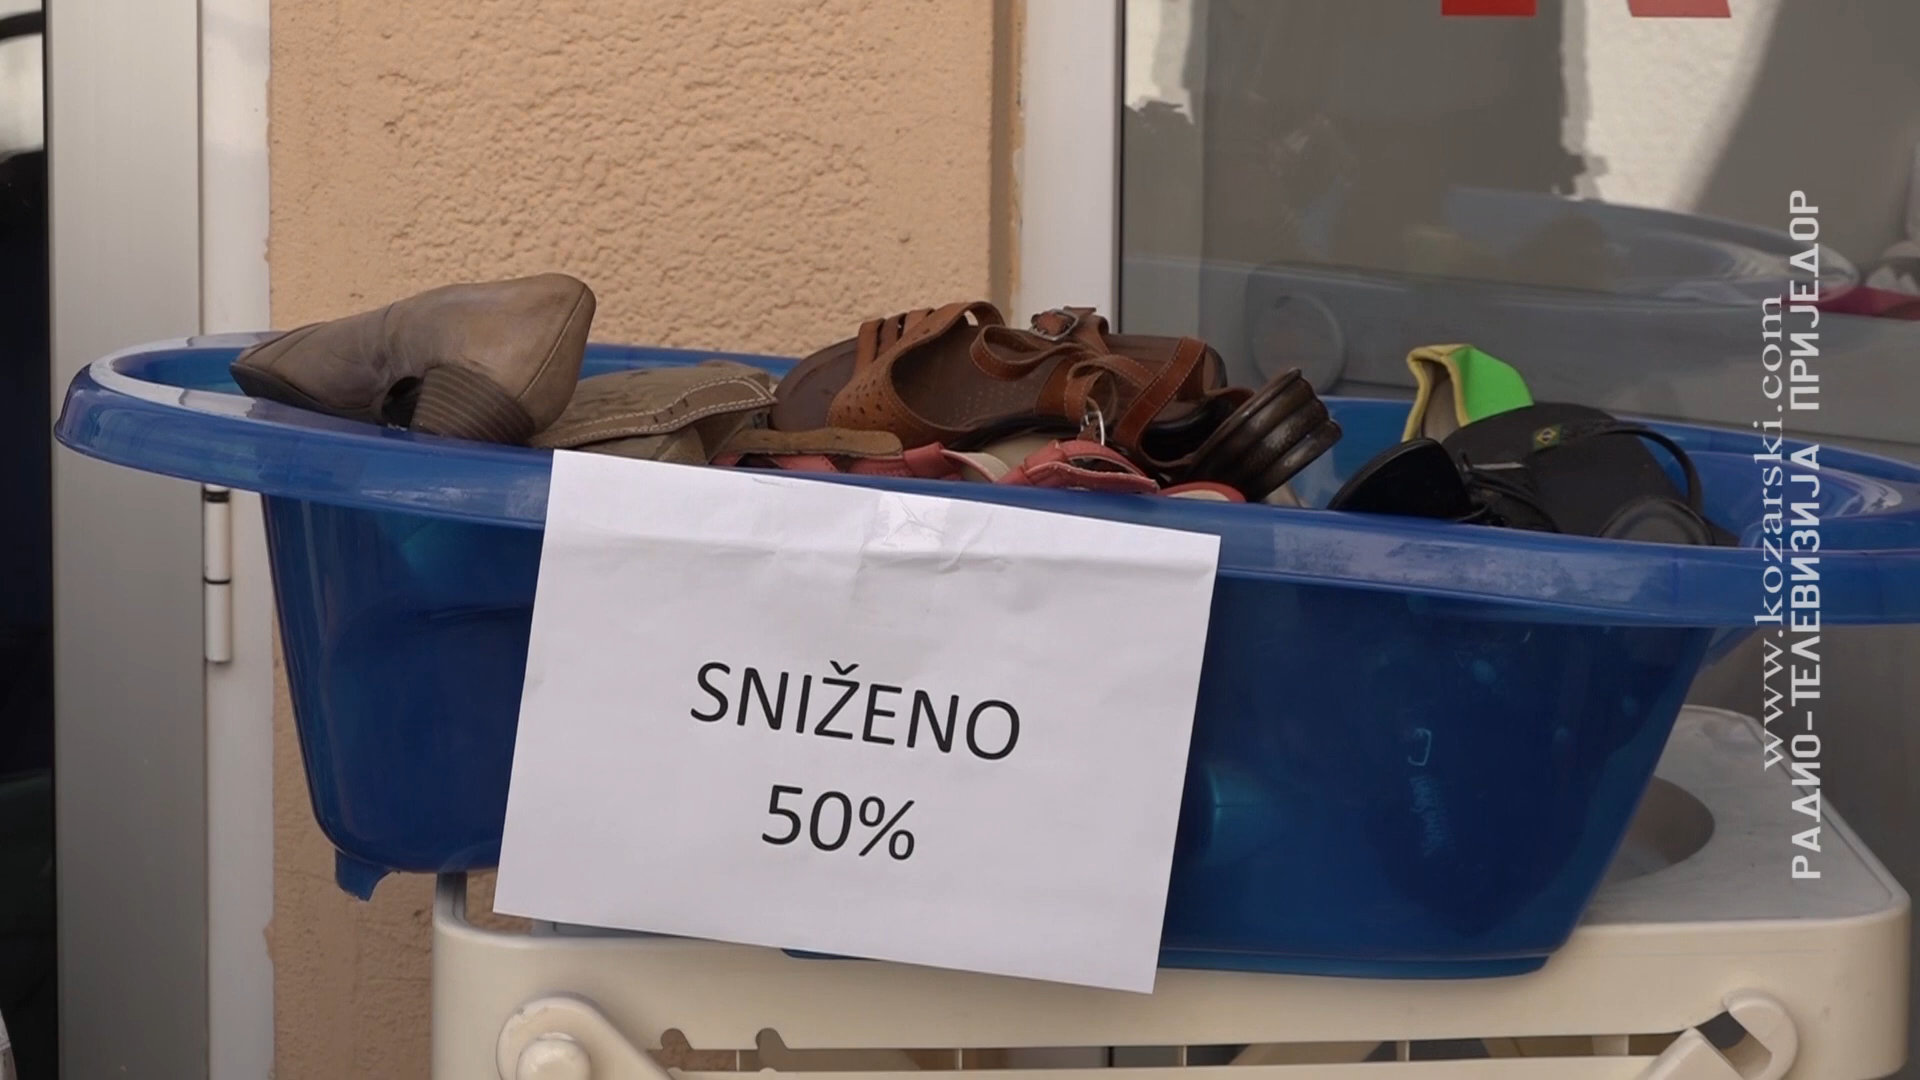 SNIŽENO
50%
www.kozarski.com
РАДИО-ТЕЛЕВИЗИЈА ПРИЈЕДОР